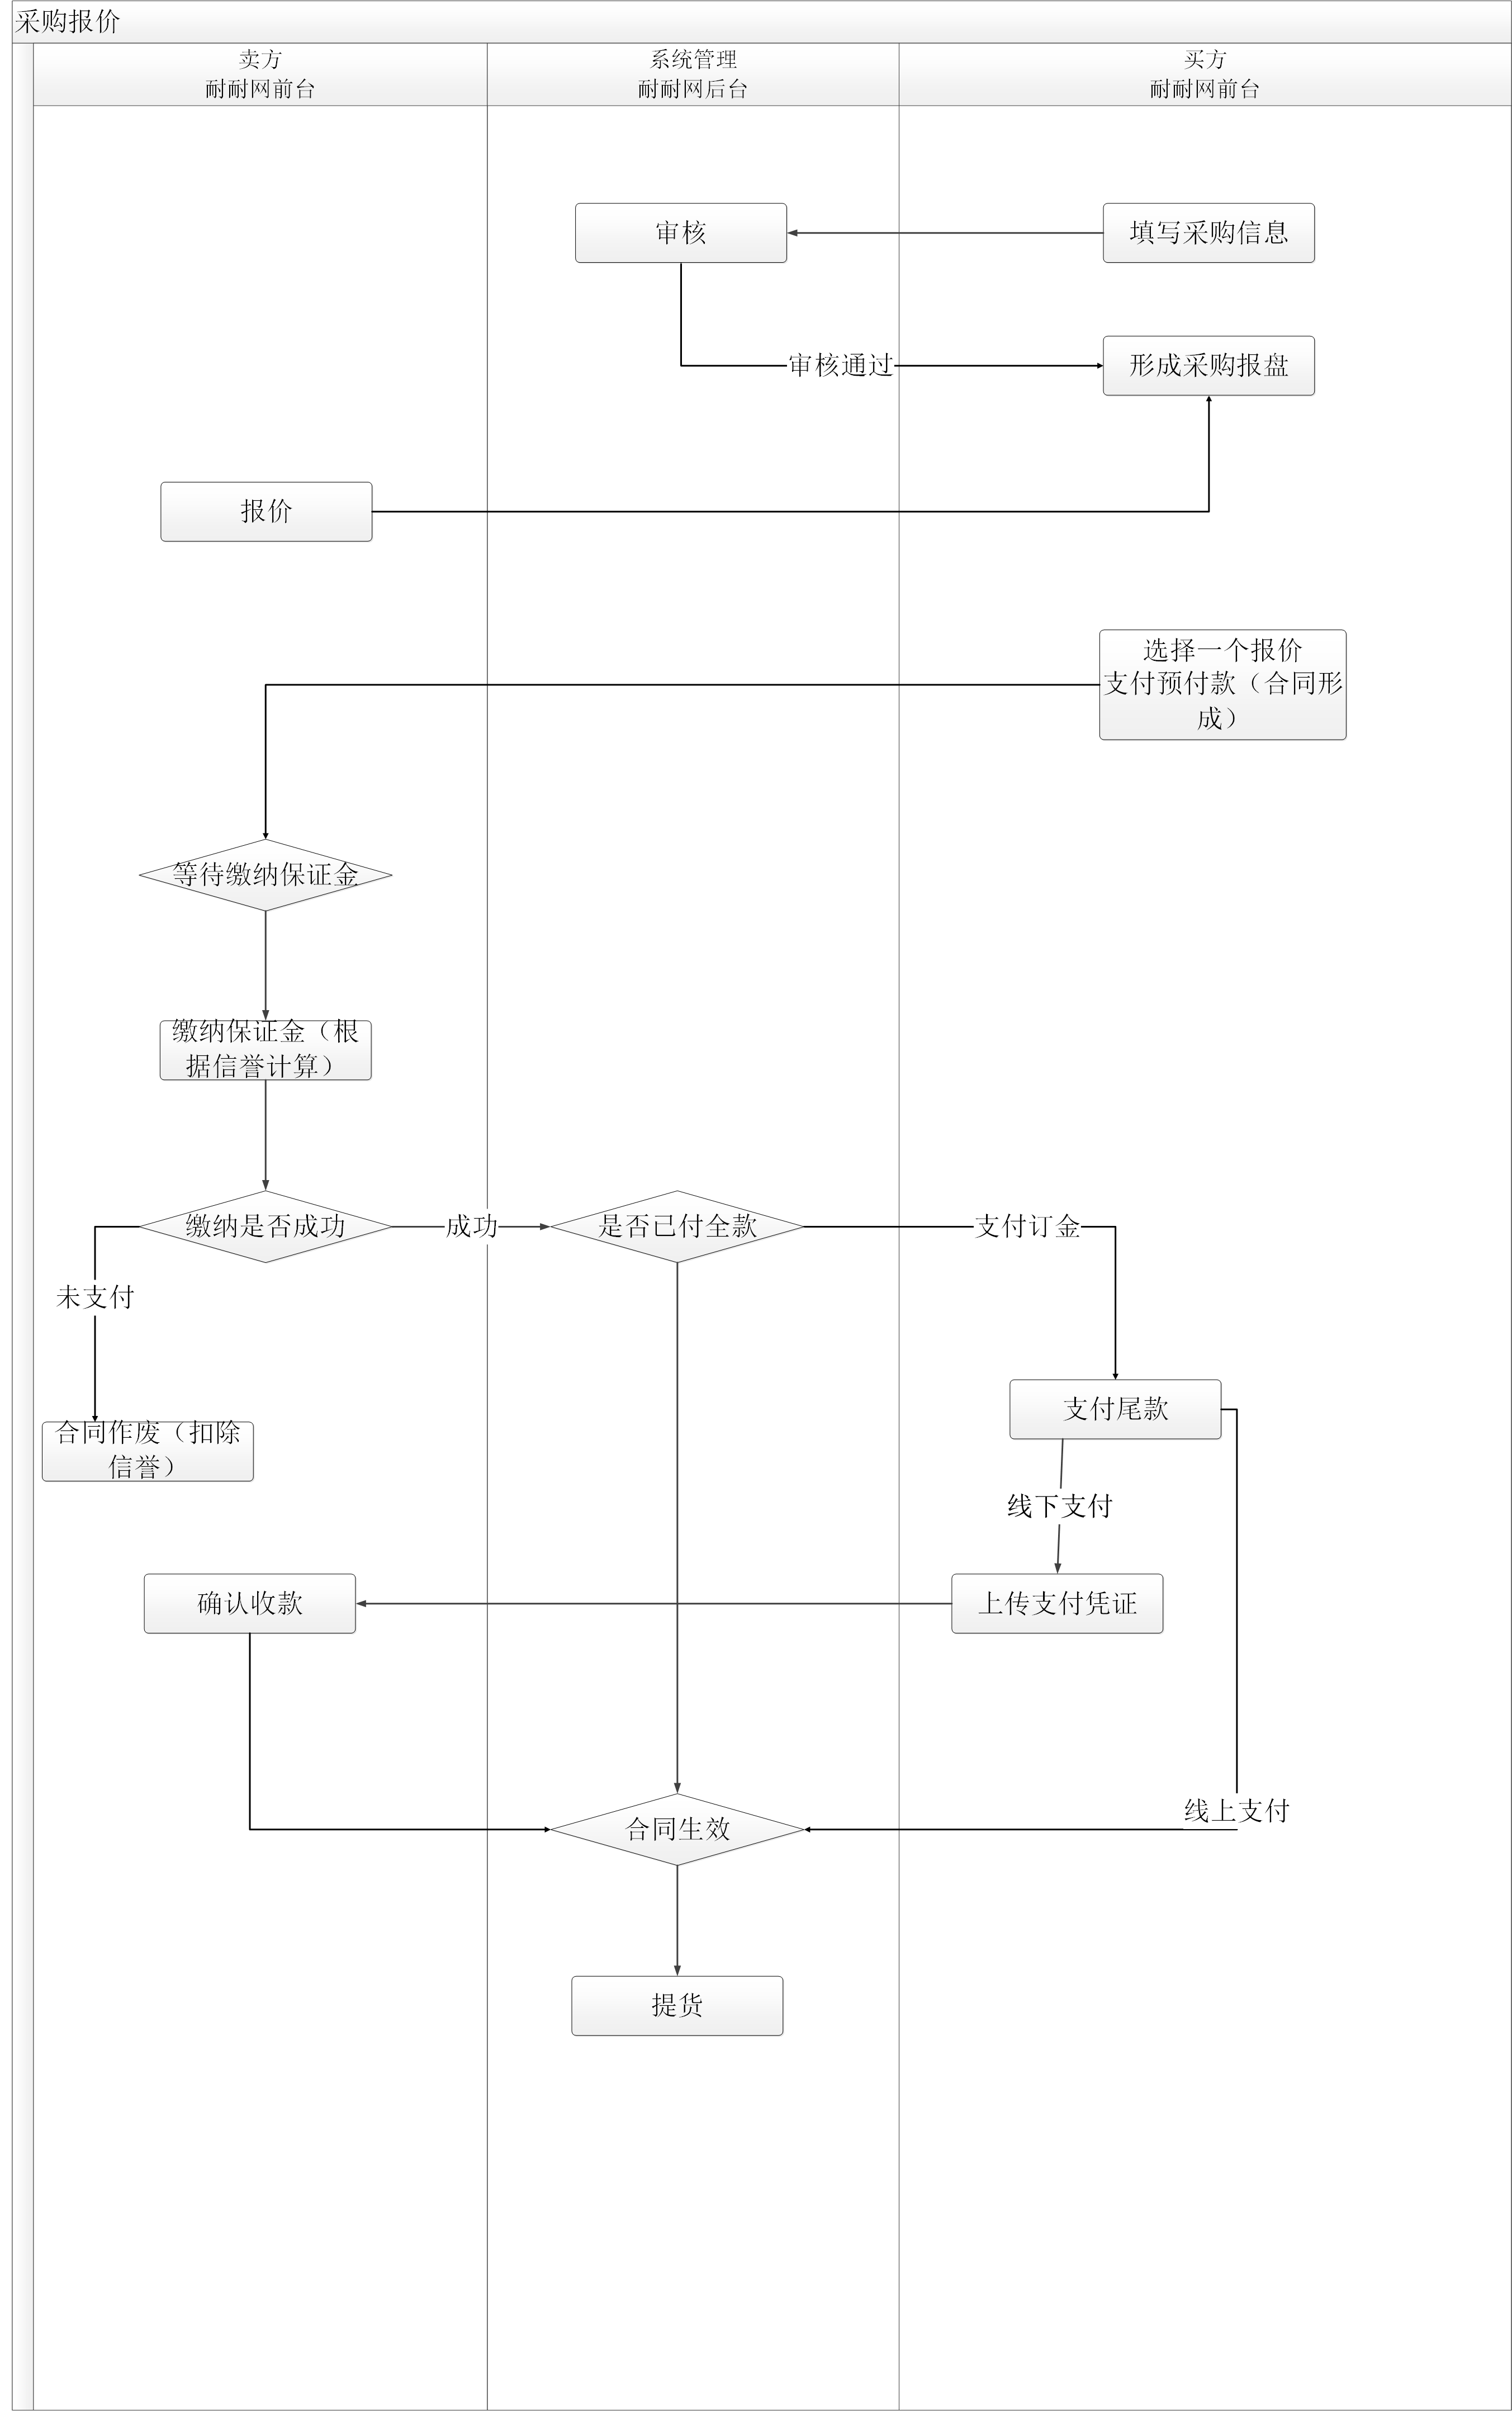 采购报价
卖方
耐耐网前台
系统管理
耐耐网后台
买方
耐耐网前台
审核
填写采购信息
审核通过
形成采购报盘
报价
选择一个报价
支付预付款（合同形
成）
等待缴纳保证金
缴纳保证金（根
据信誉计算）
缴纳是否成功
成功
是否已付全款
支付订金
未支付
支付尾款
合同作废（扣除
信誉）
线下支付
确认收款
上传支付凭证
线上支付
合同生效
提货